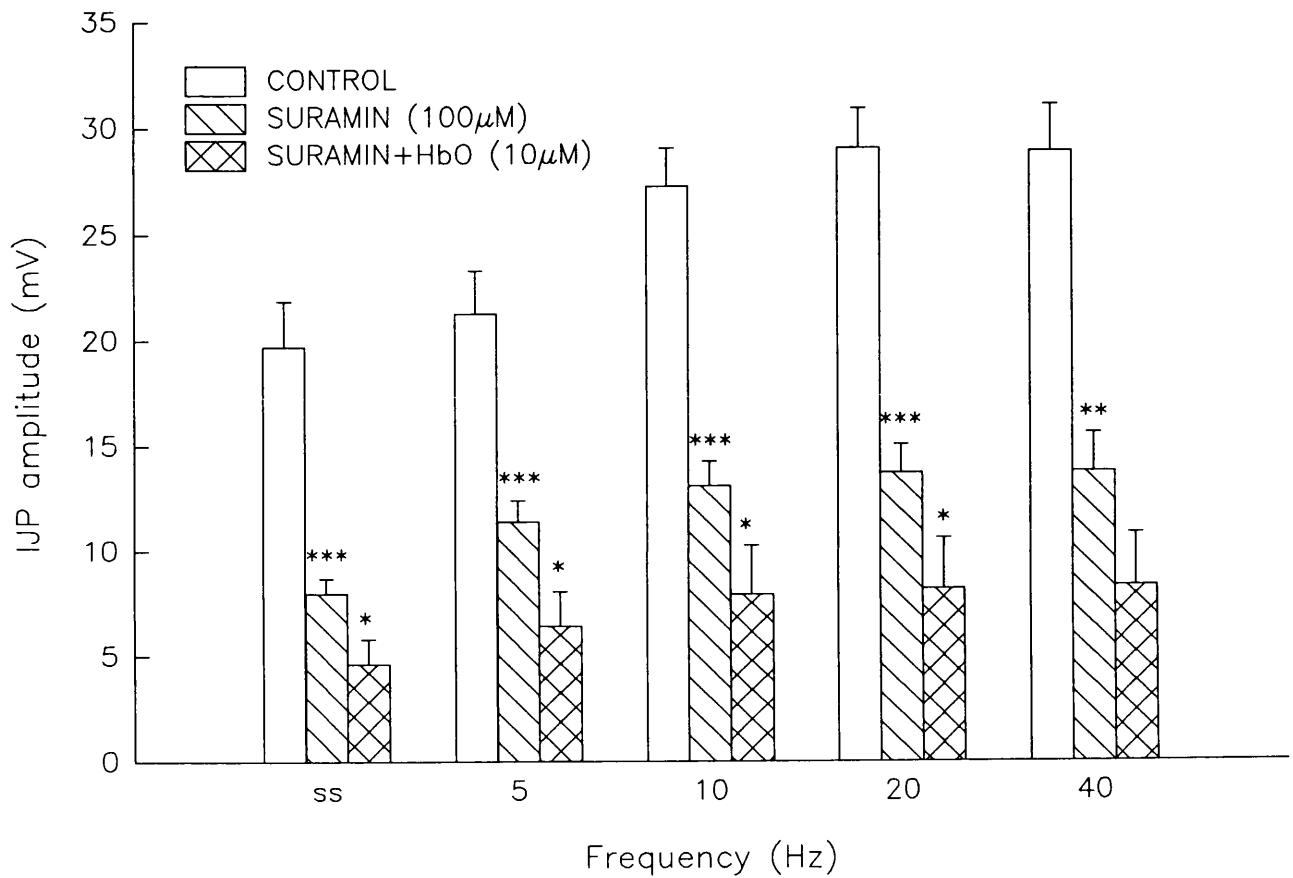 35
30
25
20
15
10
5
0
IJP amplitude (mV)
CONTROL
SURAMIN (100μM)
SURAMIN+HbO (10μM)
*** * *** * *** * *** * **
ss 5 10 20 40
Frequency (Hz)